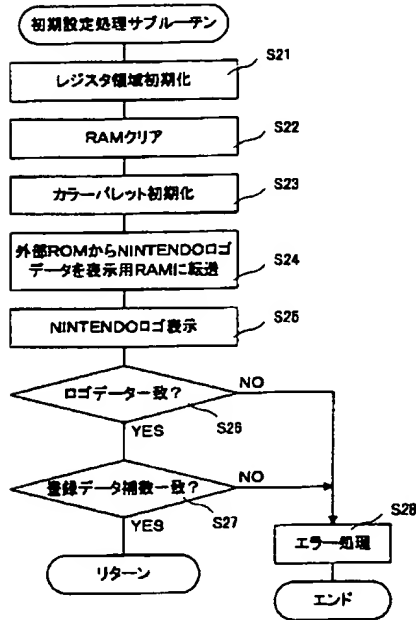 初期設定処理サブルーテン
S21
レジスタ領域初期化
S22
RAMクリア
S23
カラーパレット初期化
外部ROMからNINTENDOロゴ
データを表示用RAMに転送
S24
NINTENDOロゴ表示
S25
ロゴデータ一致?
NO
S26
YES
登録データ補数一致?
NO
S27
YES
S28
エラー処理
リターン
エンド